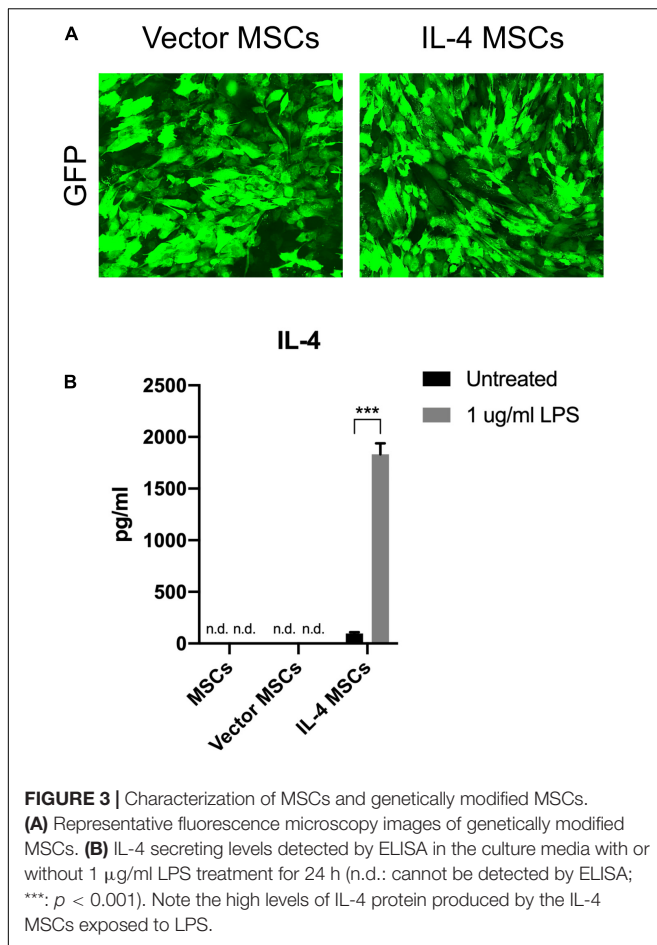 A
Vector MSCs
IL-4 MSCs
GFP
IL-4
B
2500
2000
1500
1000
500
0
pg/ml
***
n.d. n.d.
n.d. n.d.
MSCs
Vector MSCs
IL-4 MSCs
Untreated
1 ug/ml LPS
FIGURE 3 | Characterization of MSCs and genetically modified MSCs.
(A) Representative fluorescence microscopy images of genetically modified
MSCs. (B) IL-4 secreting levels detected by ELISA in the culture media with or
without 1 μg/ml LPS treatment for 24 h (n.d.: cannot be detected by ELISA;
***: p < 0.001). Note the high levels of IL-4 protein produced by the IL-4
MSCs exposed to LPS.